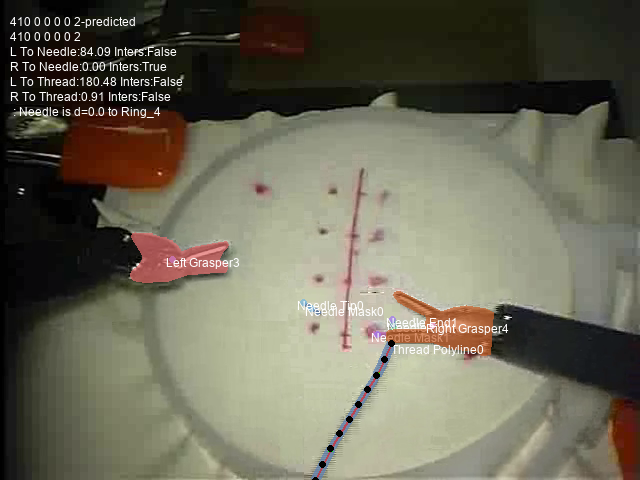 410 0 0 0 0 2-predicted
410 0 0 0 0 2
L To Needle:84.09 Inters:False
R To Needle:0.00 Inters:True
L To Thread:180.48 Inters:False
R To Thread:0.91 Inters:False
: Needle is d=0.0 to Ring_4
Left Grasper3
Needle Tip0
Needle Mask0
Needle End1
Right Grasper4
Needle Mask1
Thread Polyline0